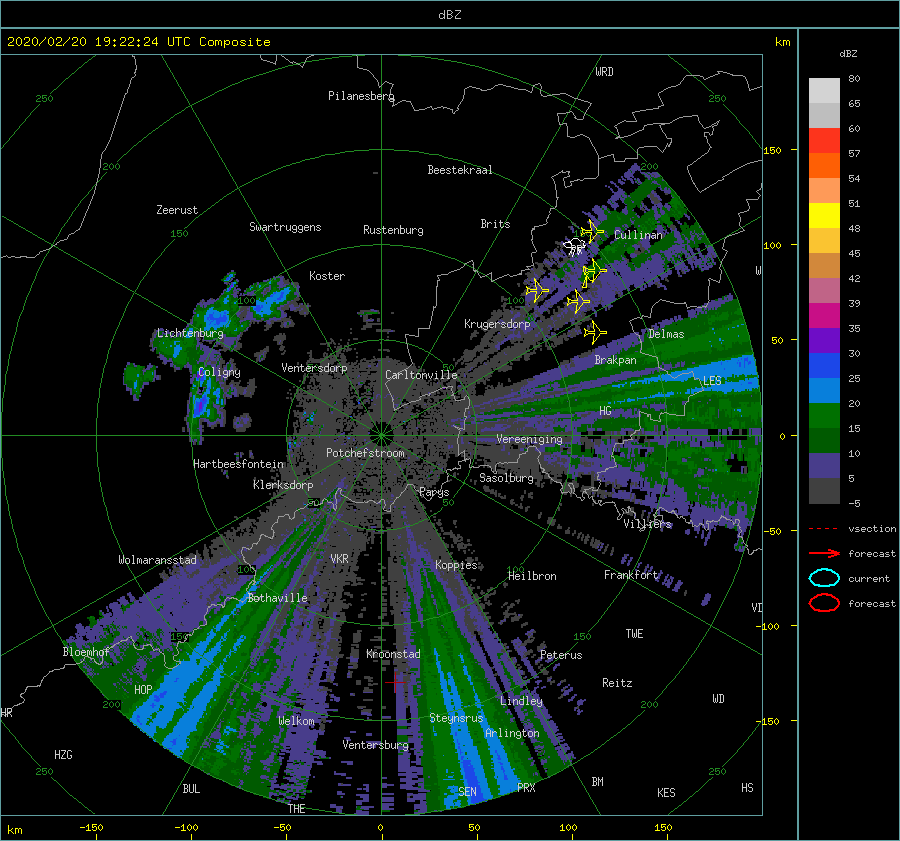 dBZ
2020/02/20 19:22:24 UTC Composite
km
dBZ
WRD
250
250
Pilanesberg
80
65
60
57
54
51
48
45
42
39
35
30
25
20
15
10
5
-5
150
200
200
Beestekraal
Zeerust
150
Swartruggens
Rustenburg
Brits
Cullinan
100
W
Koster
100
100
Krugersdorp
Lichtenburg
Delmas
50
Brakpan
Coligny
Ventersdorp
Carltonville
LES
HG
Vereeniging
0
Potchefstroom
Hartbeesfontein
Klerksdorp
Sasolburg
Parys
50
50
Villiers
-50
vsection
forecast
current
forecast
Wolmaransstad
VKR
Koppies
100
100
Heilbron
Frankfort
Bothaville
VD
-100
150
150
TWE
Bloemhof
Kroonstad
Peterus
HOP
Reitz
200
200
Lindley
WD
HR
Welkom
Steynsrus
-150
Arlington
Ventersburg
HZG
250
250
BUL
SEN
PRX
BM
KES
HS
THE
km
-150
-100
-50
0
50
100
150